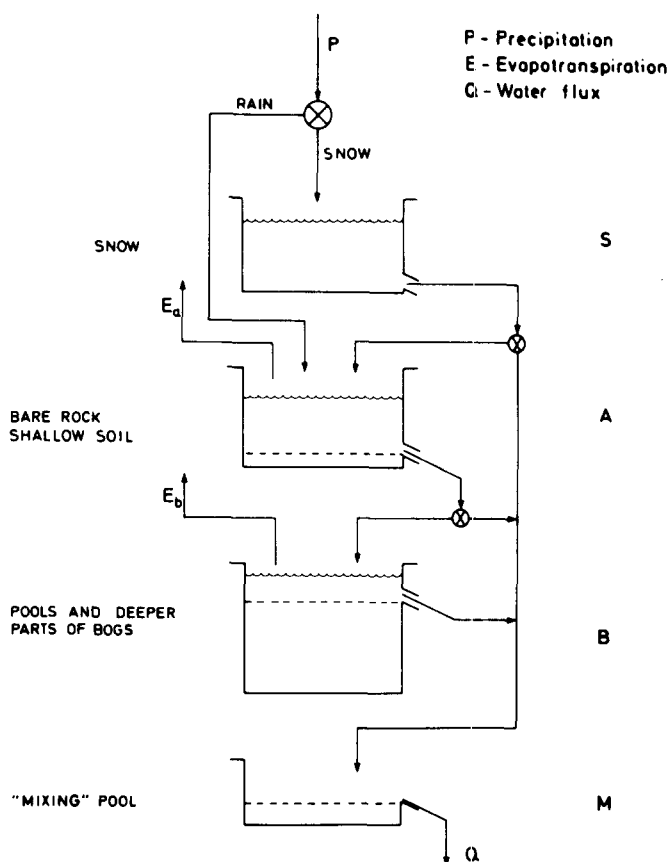 P
P - Precipitation
E - Evapotranspiration
Q - Water flux
RAIN
SNOW
SNOW
S
Ea
BARE ROCK
SHALLOW SOIL
A
Eb
POOLS AND DEEPER
PARTS OF BOGS
B
"MIXING" POOL
M
Q